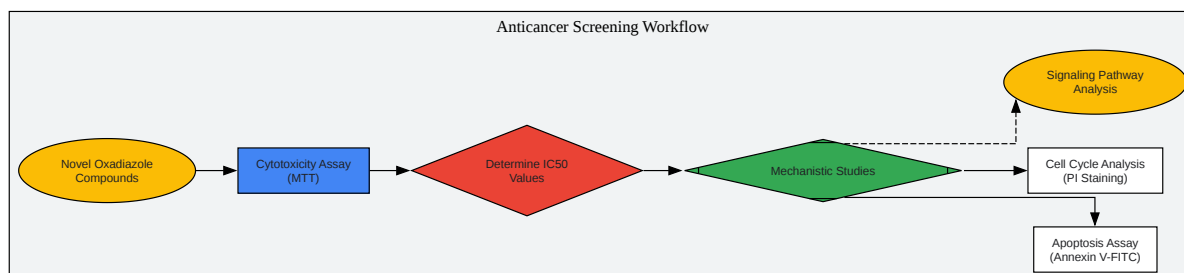 Anticancer Screening Workflow
Novel Oxadiazole
Compounds
Cytotoxicity Assay
(MTT)
Determine IC50
Values
Mechanistic Studies
Signaling Pathway
Analysis
Cell Cycle Analysis
(PI Staining)
Apoptosis Assay
(Annexin V-FITC)